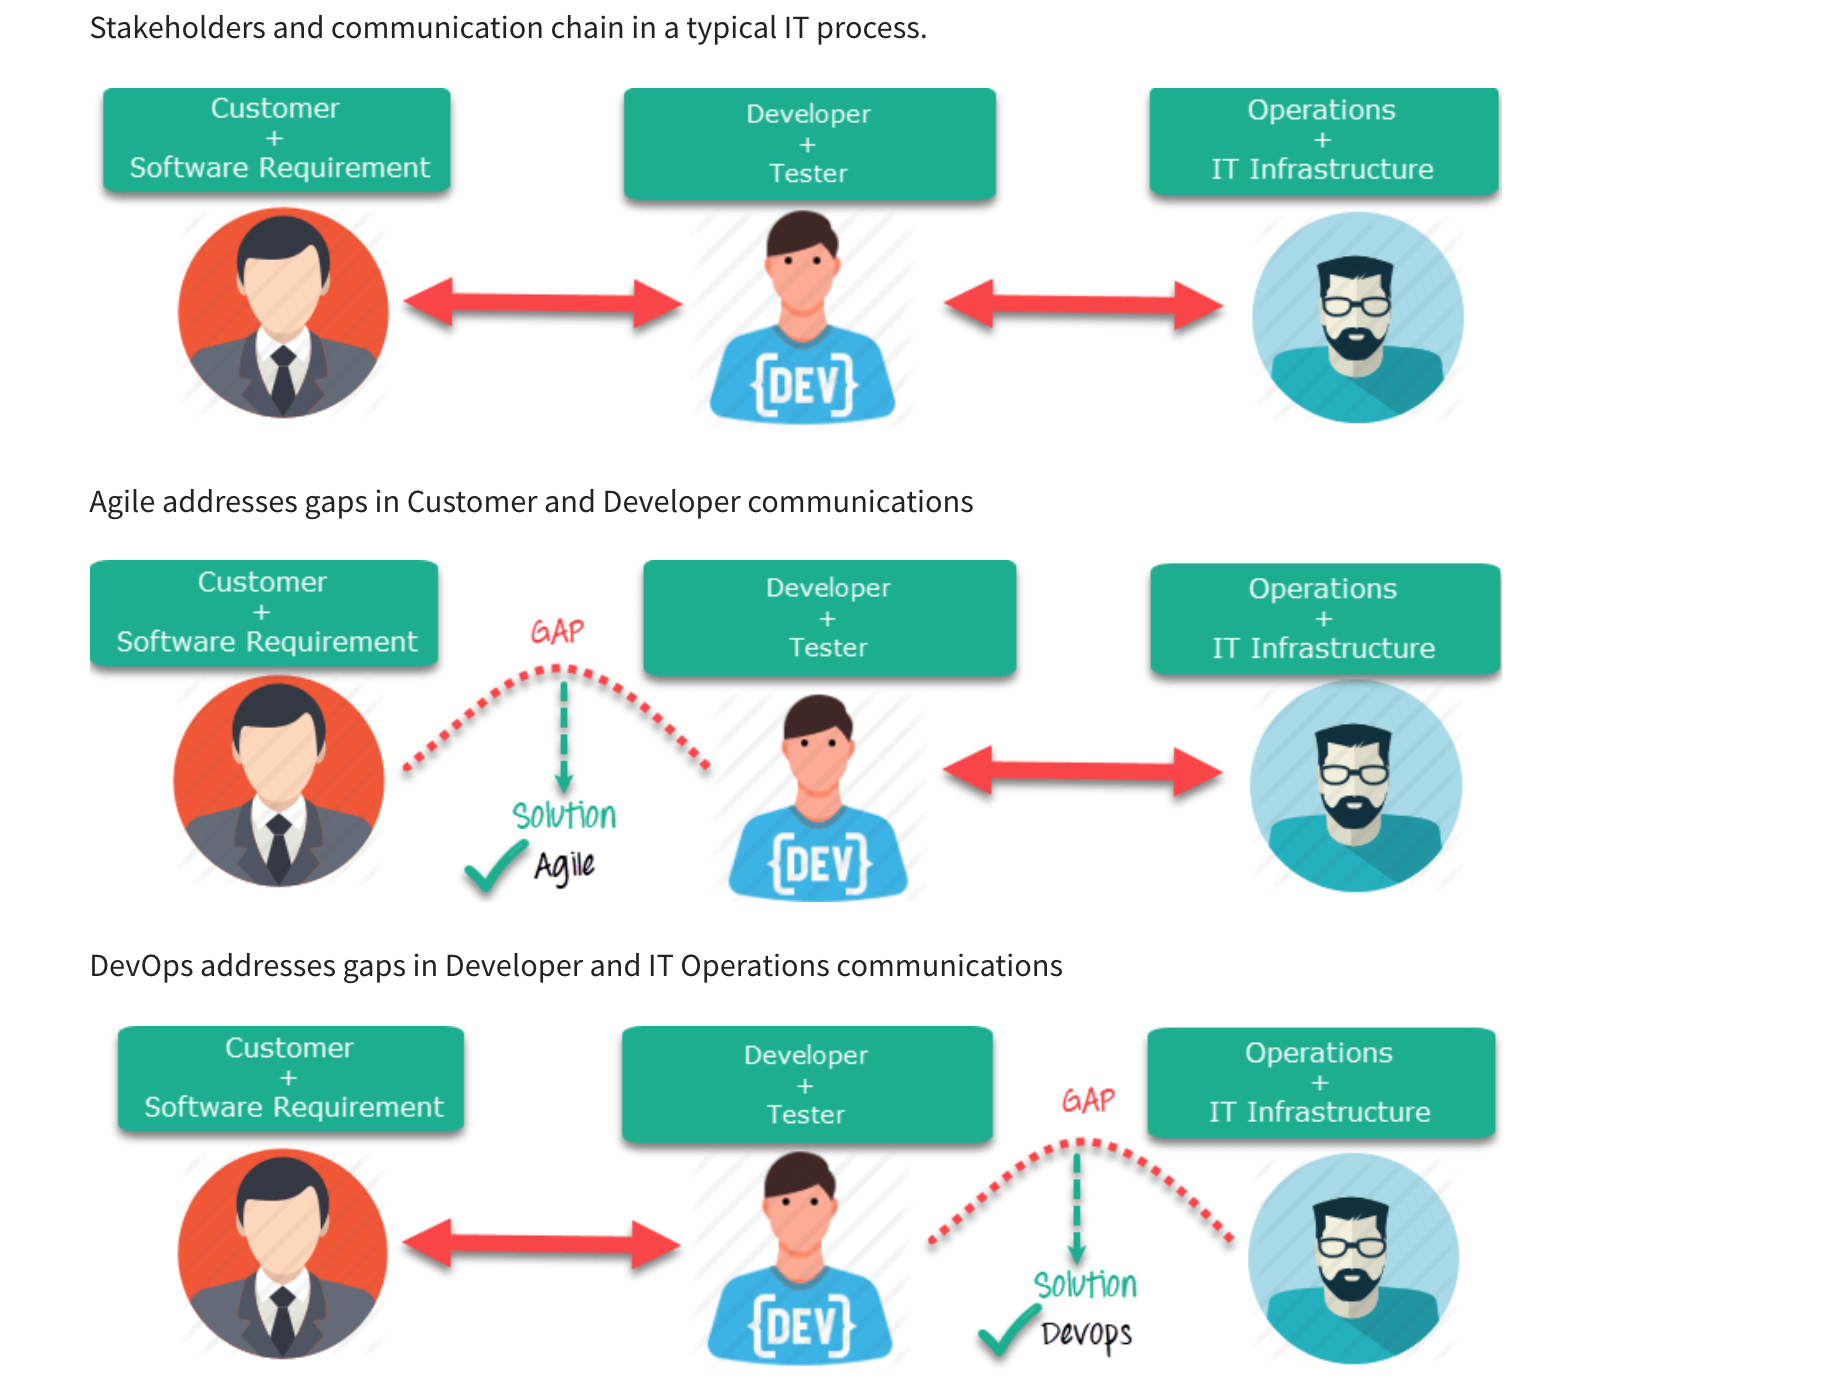 Stakeholders and communication chain in a typical IT process.
Customer
+
Software Requirement
Developer
+
Tester
Operations
+
IT Infrastructure
{DEV}
Agile addresses gaps in Customer and Developer communications
Customer
+
Software Requirement
GAP
Solution
Agile
Developer
+
Tester
{DEV}
Operations
+
IT Infrastructure
DevOps addresses gaps in Developer and IT Operations communications
Customer
+
Software Requirement
Developer
+
Tester
{DEV}
GAP
Solution
Devops
Operations
+
IT Infrastructure